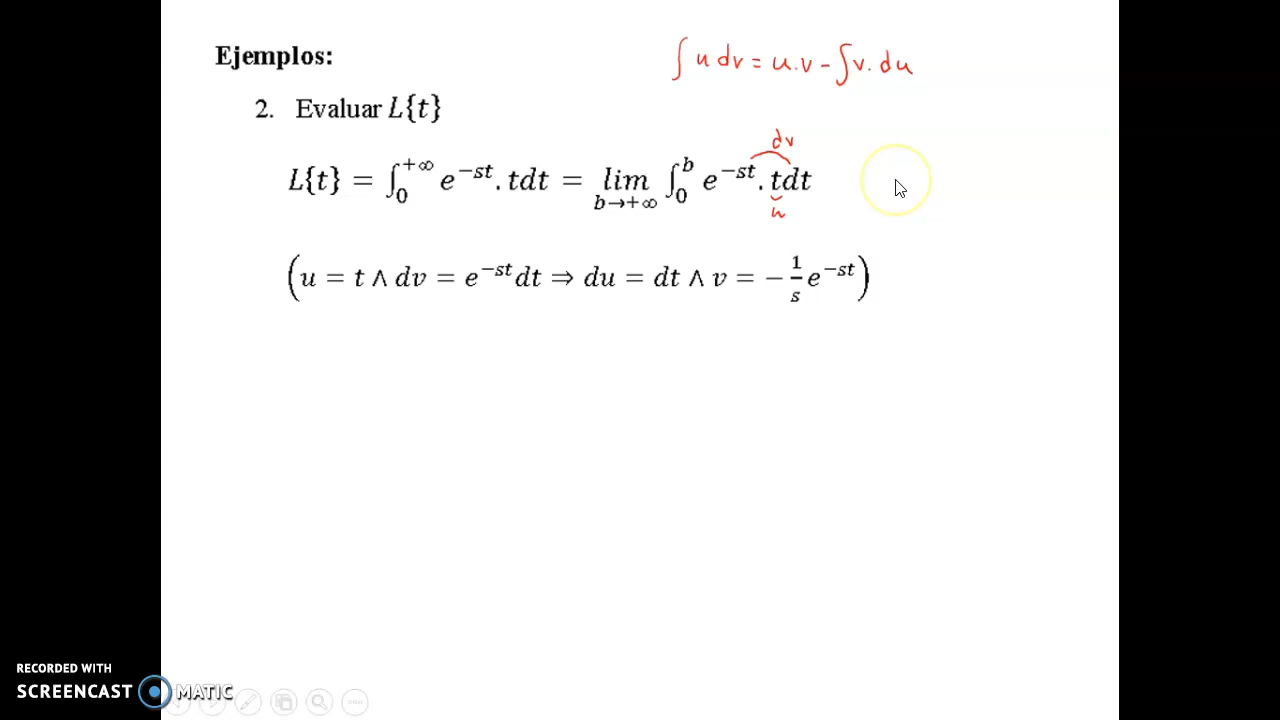 Ejemplos:
∫ u dv = u.v - ∫ v. du
2. Evaluar L{t}
dv
L{t} = ∫₀^{+∞} e^{-st} . tdt = lim_{b→+∞} ∫₀^b e^{-st} . tdt
u
(u = t ∧ dv = e^{-st}dt ⇒ du = dt ∧ v = -\frac{1}{s}e^{-st})
RECORDED WITH
SCREENCAST MATIC